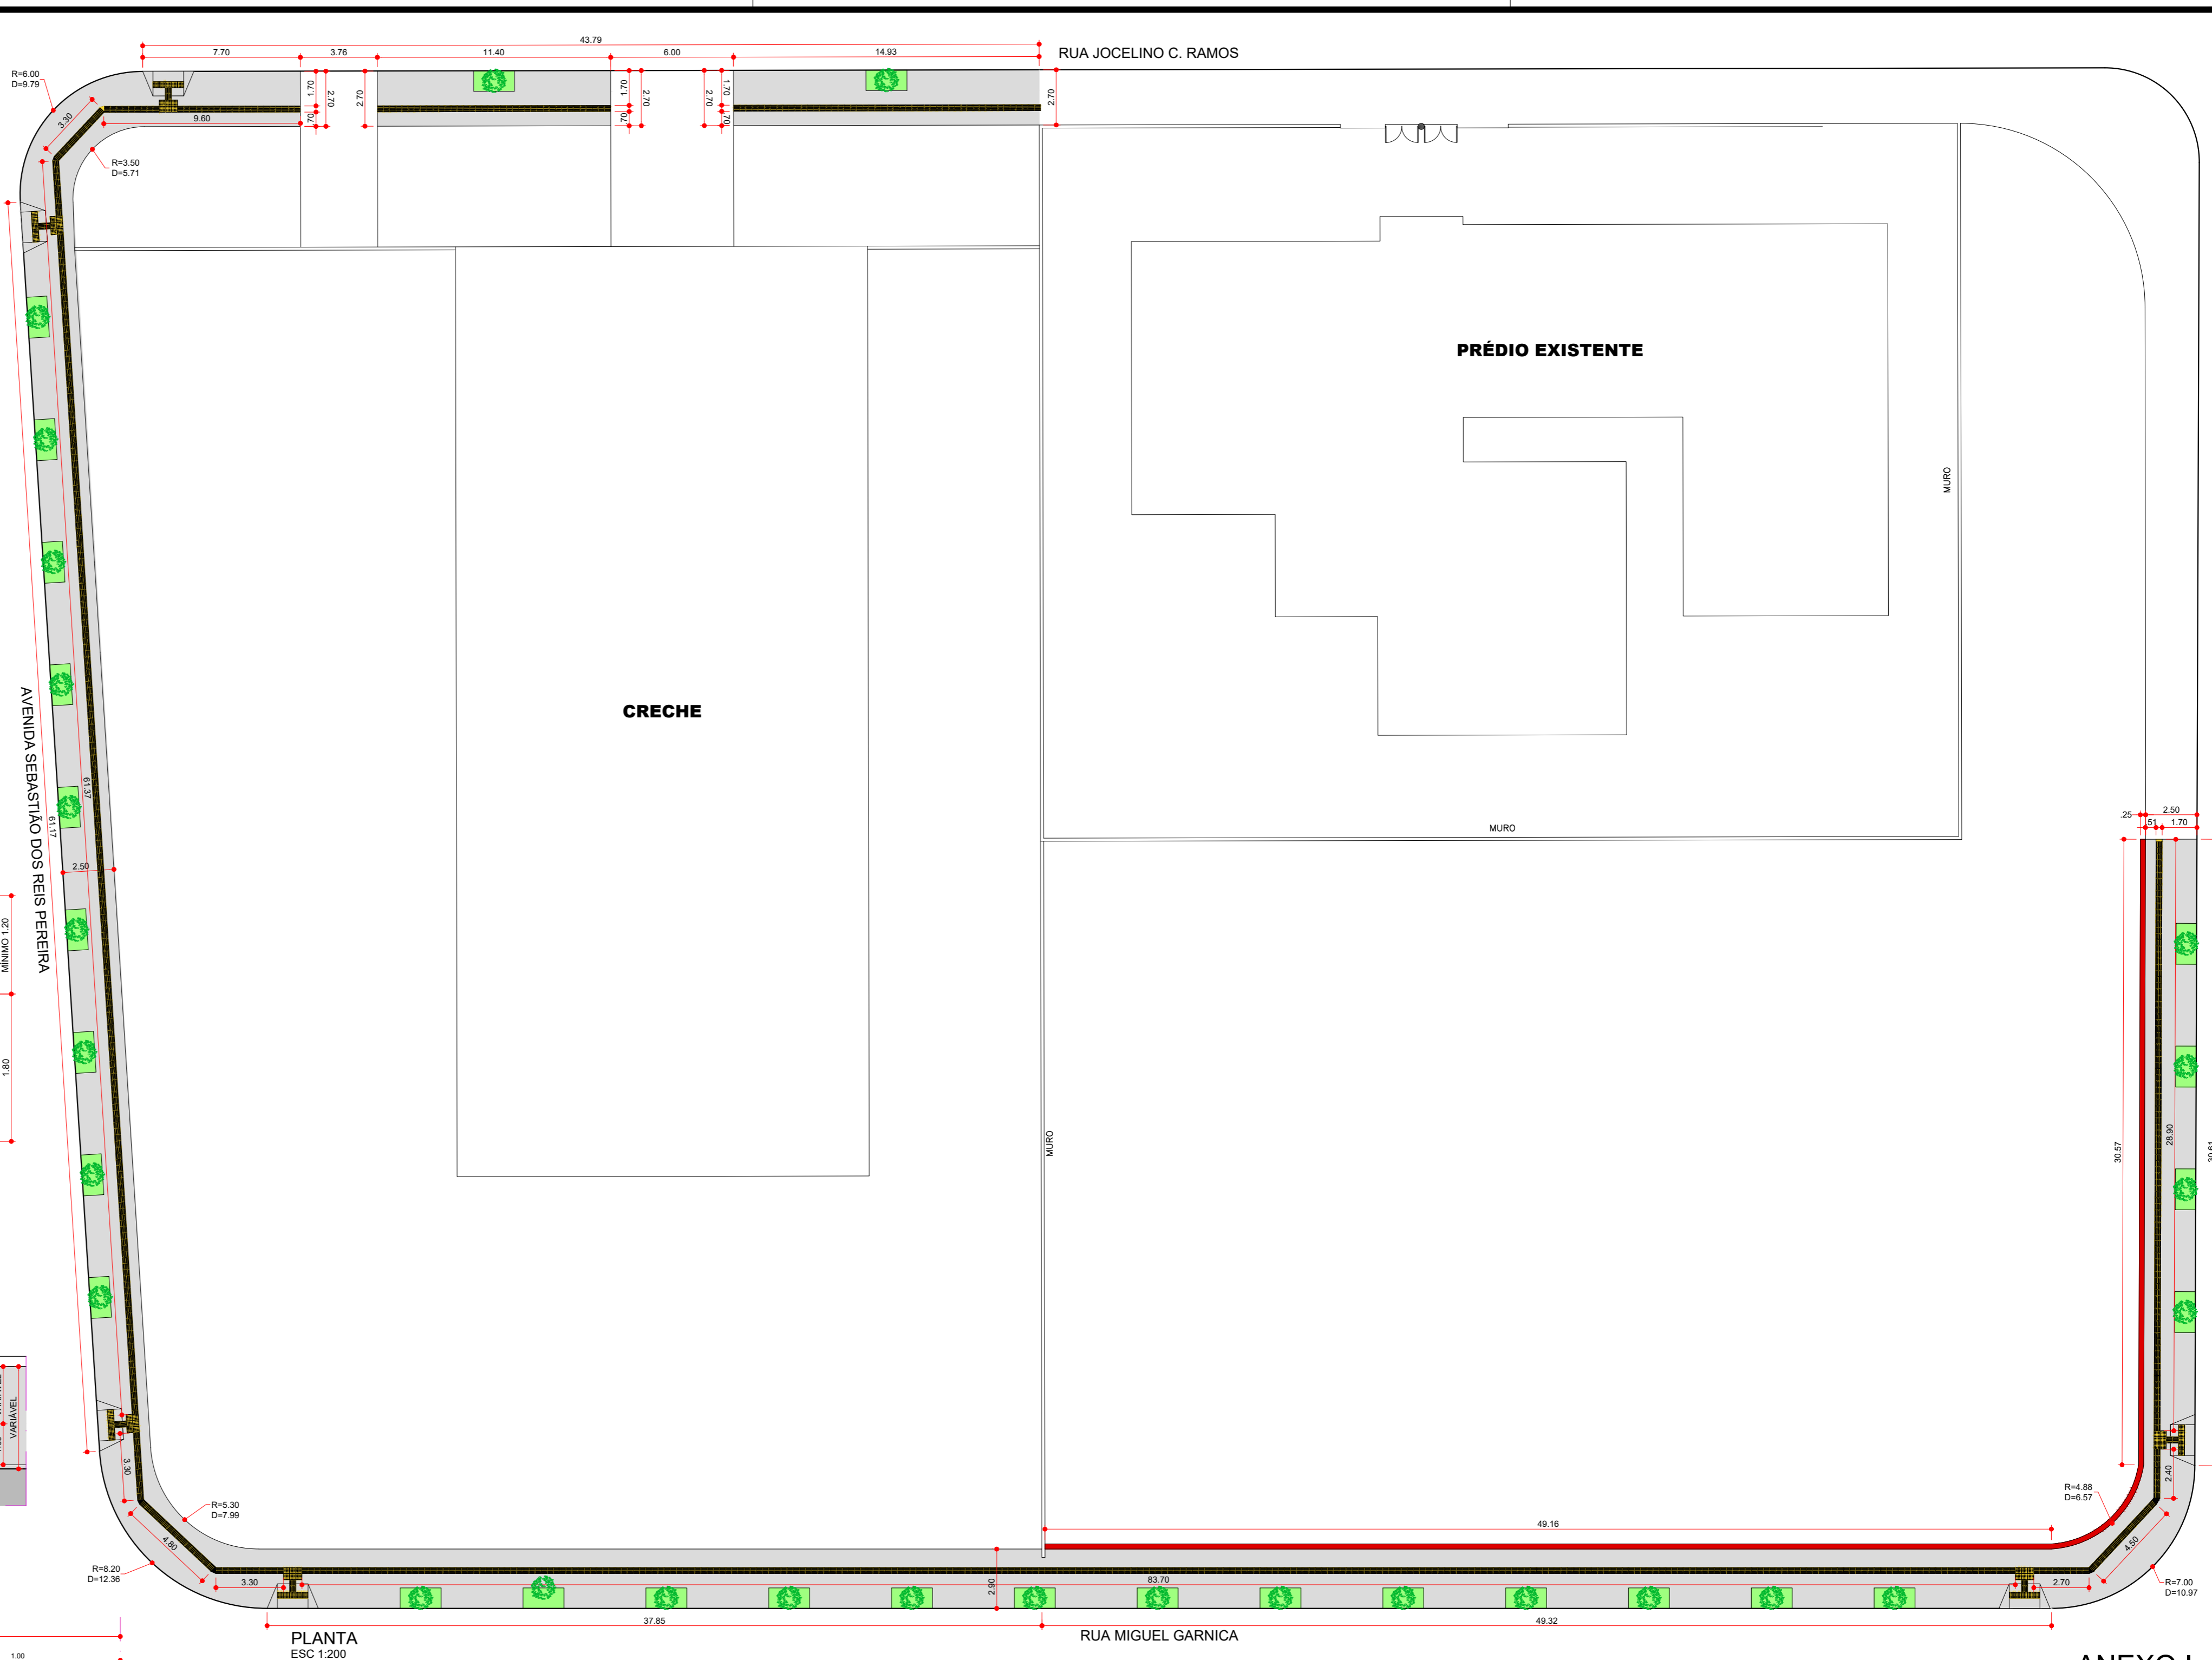 43.79
7.70
3.76
11.40
6.00
14.93
RUA JOCELINO C. RAMOS
R=6.00
D=9.79
3.30
9.60
1.70
.70
2.70
2.70
1.70
.70
2.70
2.70
1.70
.70
2.70
R=3.50
D=5.71
PRÉDIO EXISTENTE
MURO
CRECHE
AVENIDA SEBASTIÃO DOS REIS PEREIRA
61.37
61.17
2.50
MURO
.25
2.50
.51
1.70
MÍNIMO 1.20
1.80
MURO
30.57
28.90
30.61
VARIÁVEL
3.30
R=5.30
D=7.99
4.80
R=8.20
D=12.36
3.30
2.90
49.16
83.70
R=4.88
D=6.57
2.40
4.50
2.70
R=7.00
D=10.97
37.85
49.32
PLANTA
ESC 1:200
RUA MIGUEL GARNICA
1.00
ANEXO I